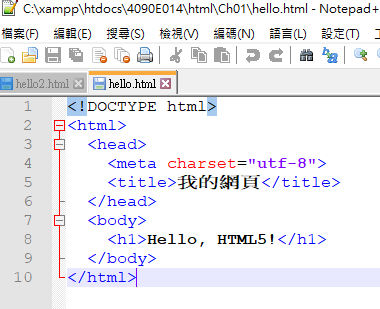 C:\xampp\htdocs\4090E014\html\Ch01\hello.html - Notepad+
檔案(F) 編輯(E) 搜尋(S) 檢視(V) 編碼(N) 語言(L) 設定(T) 工
hello2.html hello.html
1 <!DOCTYPE html>
2 <html>
3 <head>
4 <meta charset="utf-8">
5 <title>我的網頁</title>
6 </head>
7 <body>
8 <h1>Hello, HTML5!</h1>
9 </body>
10 </html>